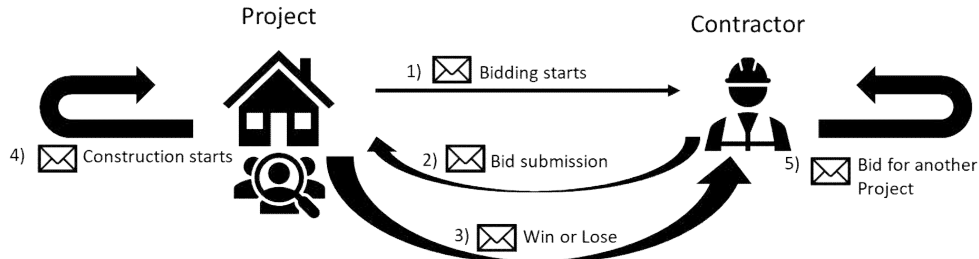 Project
Contractor
1) Bidding starts
2) Bid submission
3) Win or Lose
4) Construction starts
5) Bid for another
Project